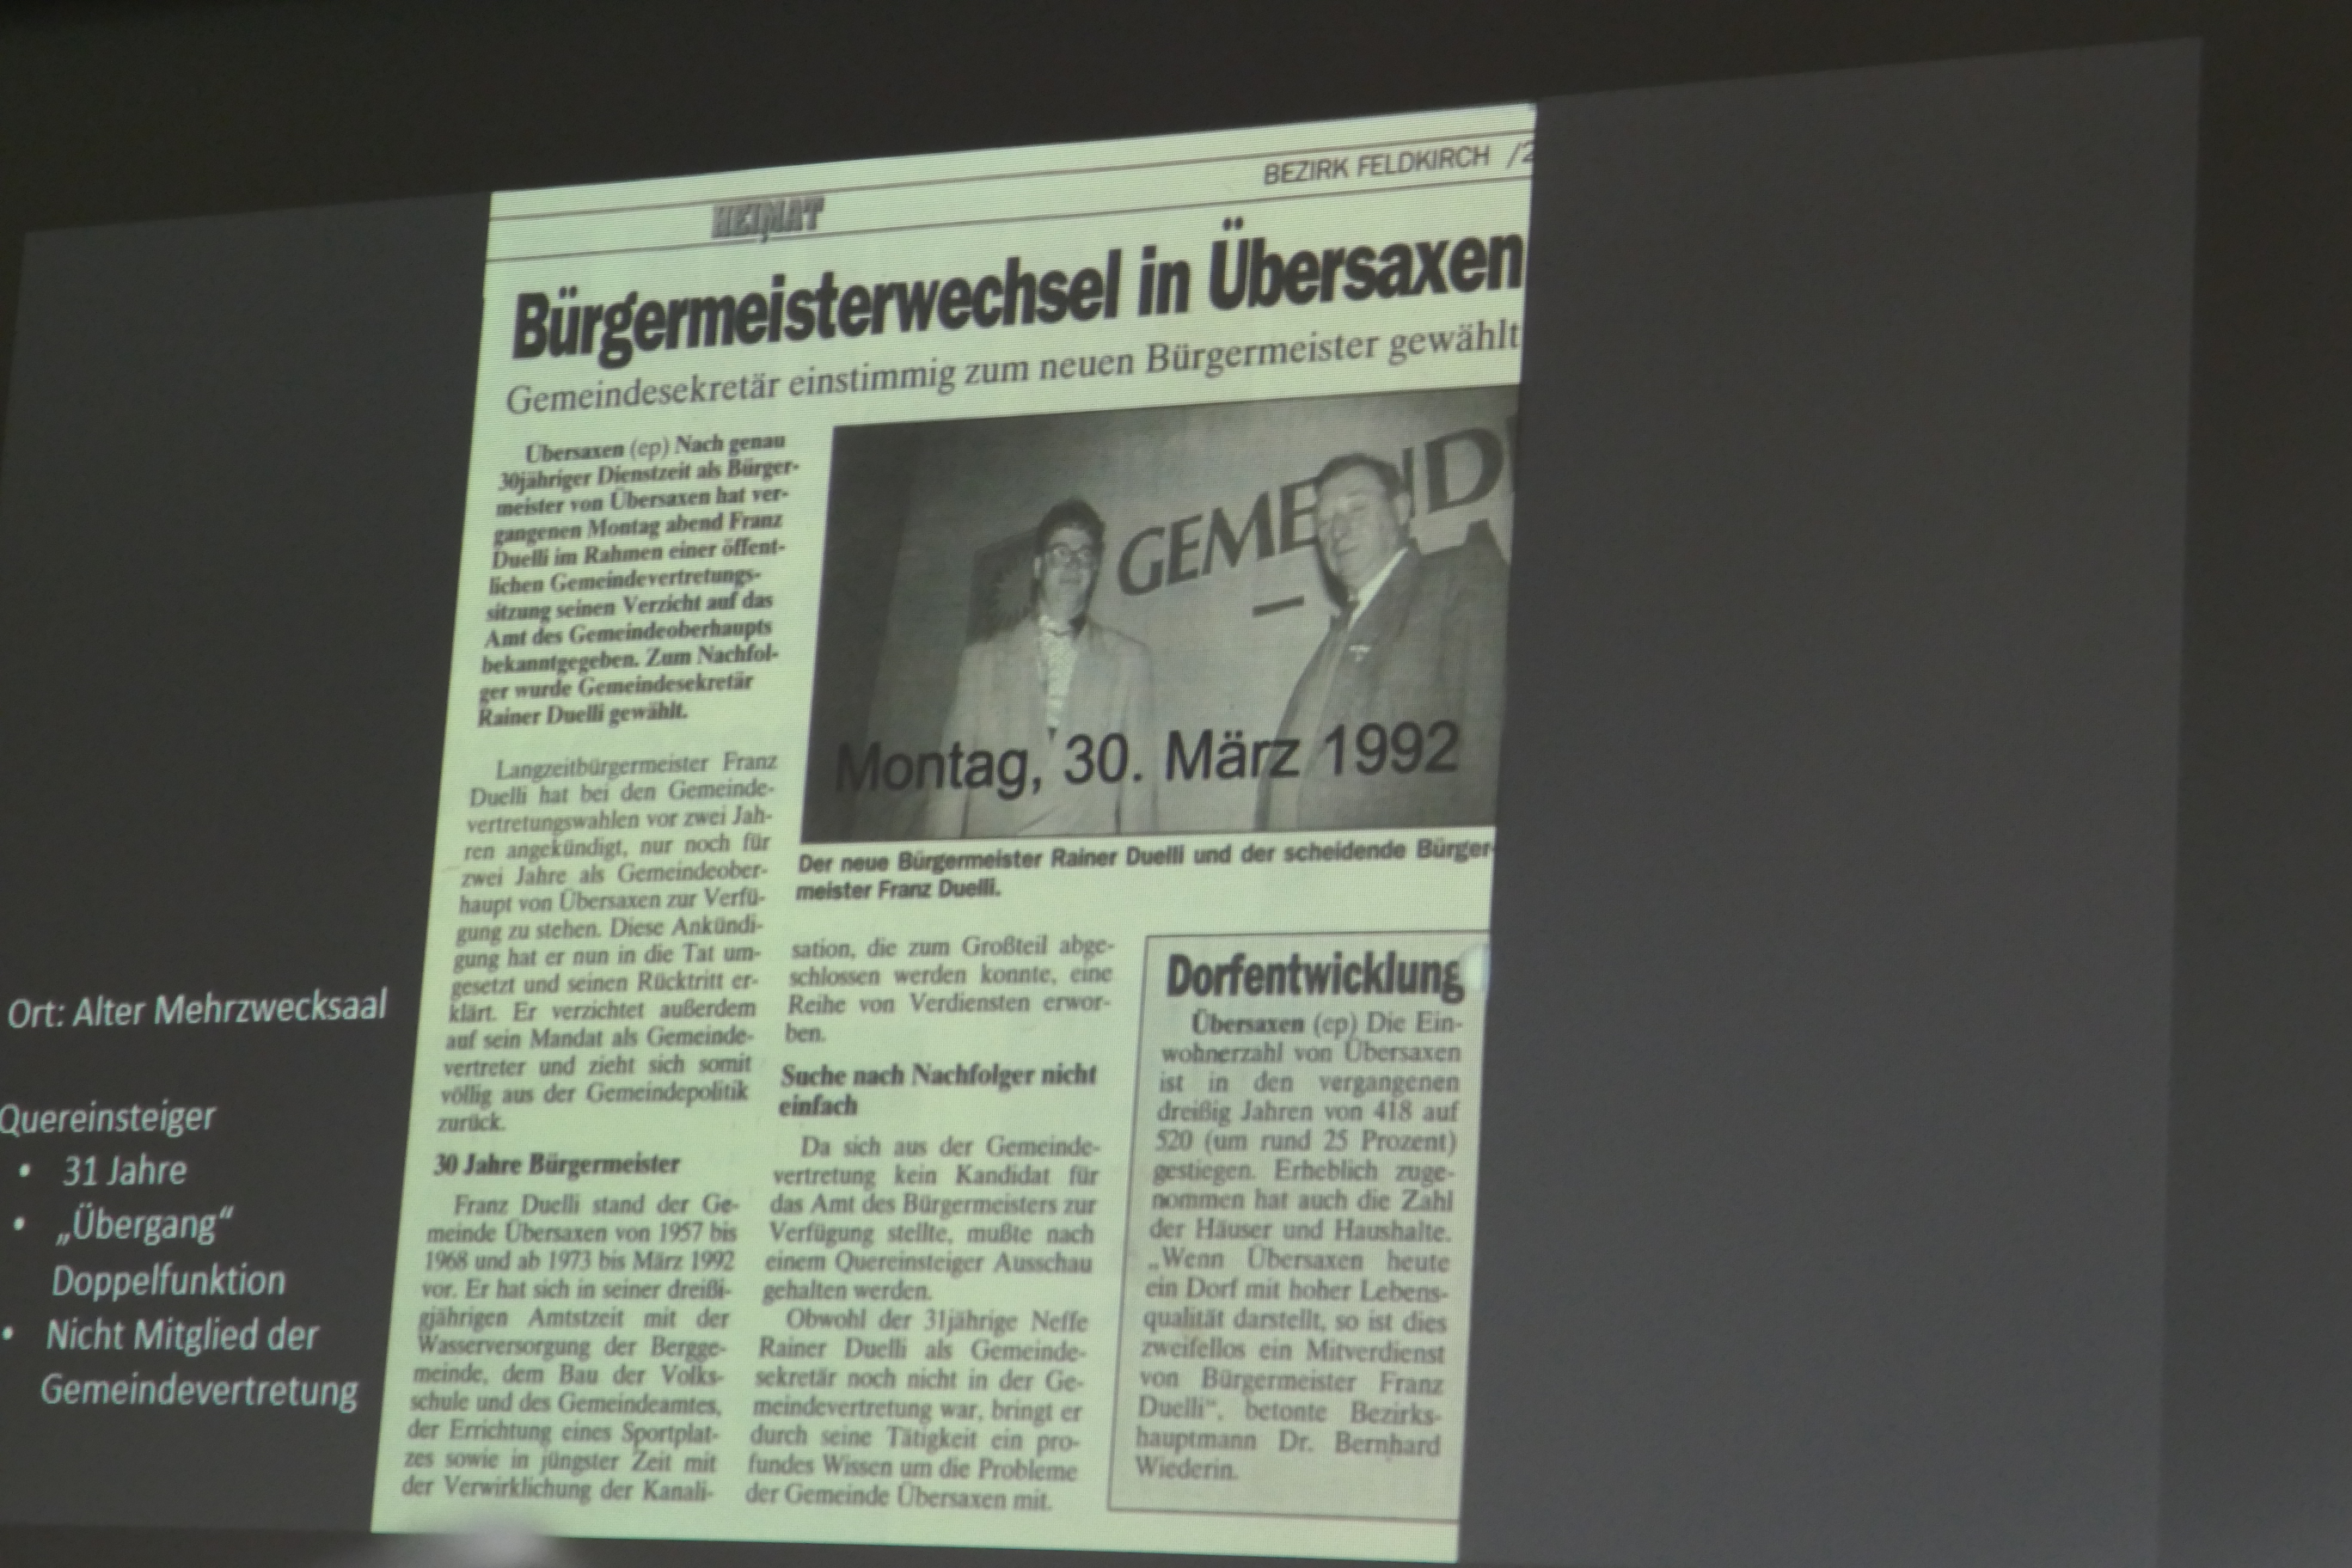 HEIMAT
BEZIRK FELDKIRCH /2
Bürgermeisterwechsel in Übersaxen
Gemeindesekretär einstimmig zum neuen Bürgermeister gewählt
Übersaxen (ep) Nach genau
30jähriger Dienstzeit als Bürger-
meister von Übersaxen hat ver-
gangenen Montag abend Franz
Duelli im Rahmen einer öffent-
lichen Gemeindevertretungs-
sitzung seinen Verzicht auf das
Amt des Gemeindeoberhaupts
bekanntgegeben. Zum Nachfol-
ger wurde Gemeindesekretär
Rainer Duelli gewählt.
Langzeitbürgermeister Franz
Duelli hat bei den Gemeinde-
vertretungswahlen vor zwei Jah-
ren angekündigt, nur noch für
zwei Jahre als Gemeindeober-
haupt von Übersaxen zur Verfü-
gung zu stehen. Diese Ankündi-
gung hat er nun in die Tat um-
gesetzt und seinen Rücktritt er-
klärt. Er verzichtet außerdem
auf sein Mandat als Gemeinde-
vertreter und zieht sich somit
völlig aus der Gemeindepolitik
zurück.
30 Jahre Bürgermeister
Franz Duelli stand der Ge-
meinde Übersaxen von 1957 bis
1968 und ab 1973 bis März 1992
vor. Er hat sich in seiner dreißi-
gjährigen Amtszeit mit der
Wasserversorgung der Bergge-
meinde, dem Bau der Volks-
schule und des Gemeindeamtes,
der Errichtung eines Sportplat-
zes sowie in jüngster Zeit mit
der Verwirklichung der Kanali-
GEMEIND
Montag, 30. März 1992
Der neue Bürgermeister Rainer Duelli und der scheidende Bürger-
meister Franz Duelli.
sation, die zum Großteil abge-
schlossen werden konnte, eine
Reihe von Verdiensten erwor-
ben.
Suche nach Nachfolger nicht
einfach
Da sich aus der Gemeinde-
vertretung kein Kandidat für
das Amt des Bürgermeisters zur
Verfügung stellte, mußte nach
einem Quereinsteiger Ausschau
gehalten werden.
Obwohl der 31jährige Neffe
Rainer Duelli als Gemeinde-
sekretär noch nicht in der Ge-
meindevertretung war, bringt er
durch seine Tätigkeit ein pro-
fundes Wissen um die Probleme
der Gemeinde Übersaxen mit.
Dorfentwicklung
Übersaxen (ep) Die Ein-
wohnerzahl von Übersaxen
ist in den vergangenen
dreißig Jahren von 418 auf
520 (um rund 25 Prozent)
gestiegen. Erheblich zuge-
nommen hat auch die Zahl
der Häuser und Haushalte.
„Wenn Übersaxen heute
ein Dorf mit hoher Lebens-
qualität darstellt, so ist dies
zweifellos ein Mitverdienst
von Bürgermeister Franz
Duelli“, betonte Bezirks-
hauptmann Dr. Bernhard
Wiederin.
Ort: Alter Mehrzwecksaal
Quereinsteiger
• 31 Jahre
• „Übergang“
Doppelfunktion
• Nicht Mitglied der
Gemeindevertretung